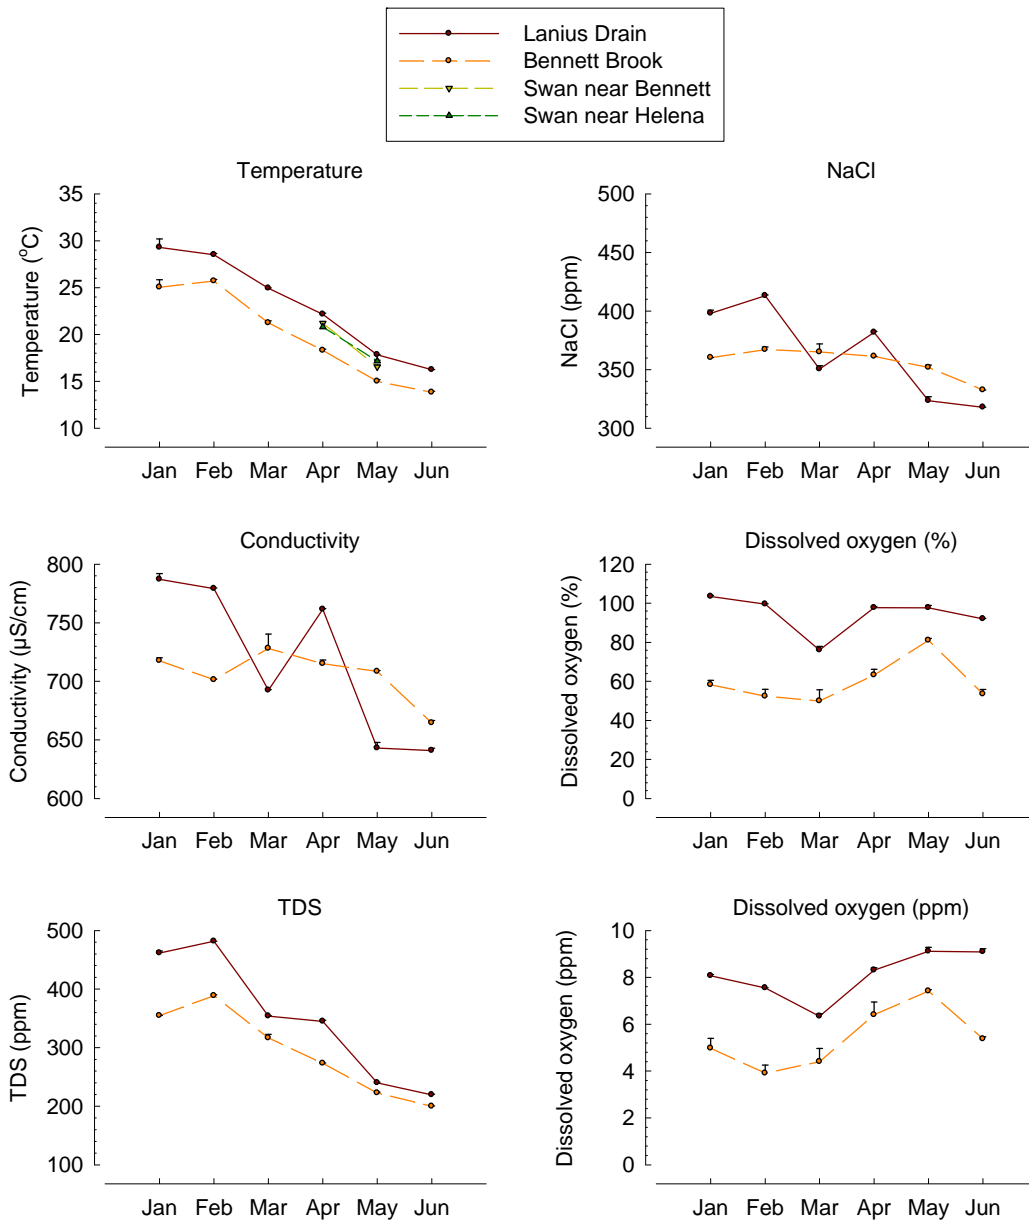 Lanius Drain
Bennett Brook
Swan near Bennett
Swan near Helena
Temperature
35
30
25
20
15
10
Temperature (°C)
Jan Feb Mar Apr May Jun
NaCl
500
450
400
350
300
NaCl (ppm)
Jan Feb Mar Apr May Jun
Conductivity
800
750
700
650
600
Conductivity (µS/cm)
Jan Feb Mar Apr May Jun
Dissolved oxygen (%)
120
100
80
60
40
20
0
Dissolved oxygen (%)
Jan Feb Mar Apr May Jun
TDS
500
400
300
200
100
TDS (ppm)
Jan Feb Mar Apr May Jun
Dissolved oxygen (ppm)
10
8
6
4
2
0
Dissolved oxygen (ppm)
Jan Feb Mar Apr May Jun